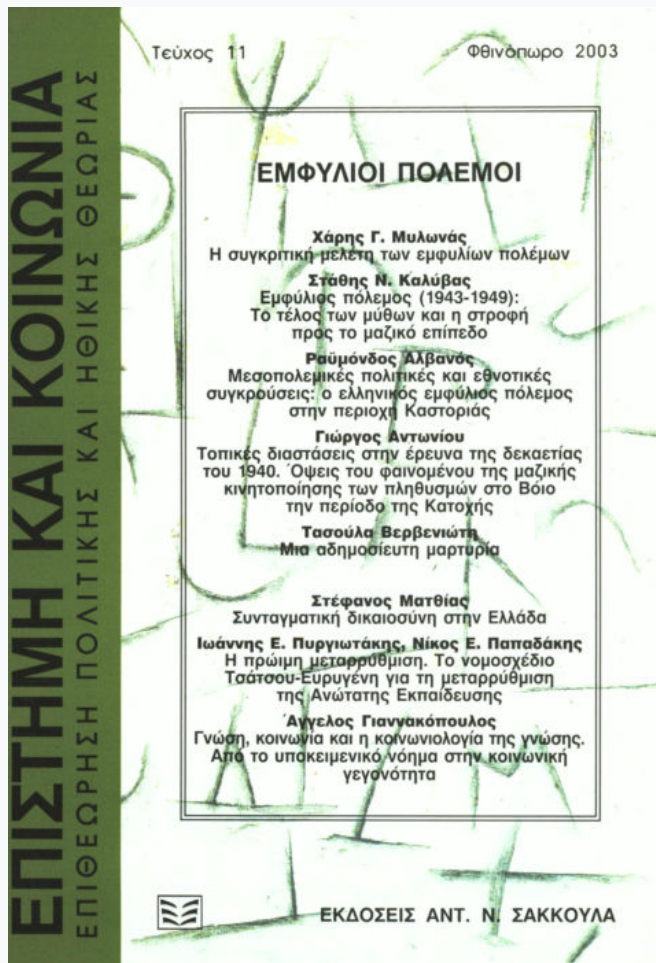 Τεύχος 11
Φθινόπωρο 2003
ΕΠΙΣΤΗΜΗ ΚΑΙ ΚΟΙΝΩΝΙΑ
ΕΠΙΘΕΩΡΗΣΗ ΠΟΛΙΤΙΚΗΣ ΚΑΙ ΗΘΙΚΗΣ ΘΕΩΡΙΑΣ
ΕΜΦΥΛΙΟΙ ΠΟΛΕΜΟΙ
Χάρης Γ. Μυλωνάς
Η συγκριτική μελέτη των εμφυλίων πολέμων
Στάθης Ν. Καλύβας
Εμφύλιος πόλεμος (1943-1949):
Το τέλος των μύθων και η στροφή
προς το μαζικό επίπεδο
Ραϋμόνδος Αλβανός
Μεσοπολεμικές πολιτικές και εθνοτικές
συγκρούσεις: ο ελληνικός εμφύλιος πόλεμος
στην περιοχή Καστοριάς
Γιώργος Αντωνίου
Τοπικές διαστάσεις στην έρευνα της δεκαετίας
του 1940. Όψεις του φαινομένου της μαζικής
κινητοποίησης των πληθυσμών στο Βόιο
την περίοδο της Κατοχής
Τασούλα Βερβενιώτη
Μια αδημοσίευτη μαρτυρία
Στέφανος Ματθίας
Συνταγματική δικαιοσύνη στην Ελλάδα
Ιωάννης Ε. Πυργιωτάκης, Νίκος Ε. Παπαδάκης
Η πρώιμη μεταρρύθμιση. Το νομοσχέδιο
Τσάτσου-Ευρυγένη για τη μεταρρύθμιση
της Ανώτατης Εκπαίδευσης
Άγγελος Γιαννακόπουλος
Γνώση, κοινωνία και η κοινωνιολογία της γνώσης.
Από το υποκειμενικό νόημα στην κοινωνική
γεγονότητα
ΕΚΔΟΣΕΙΣ ΑΝΤ. Ν. ΣΑΚΚΟΥΛΑ